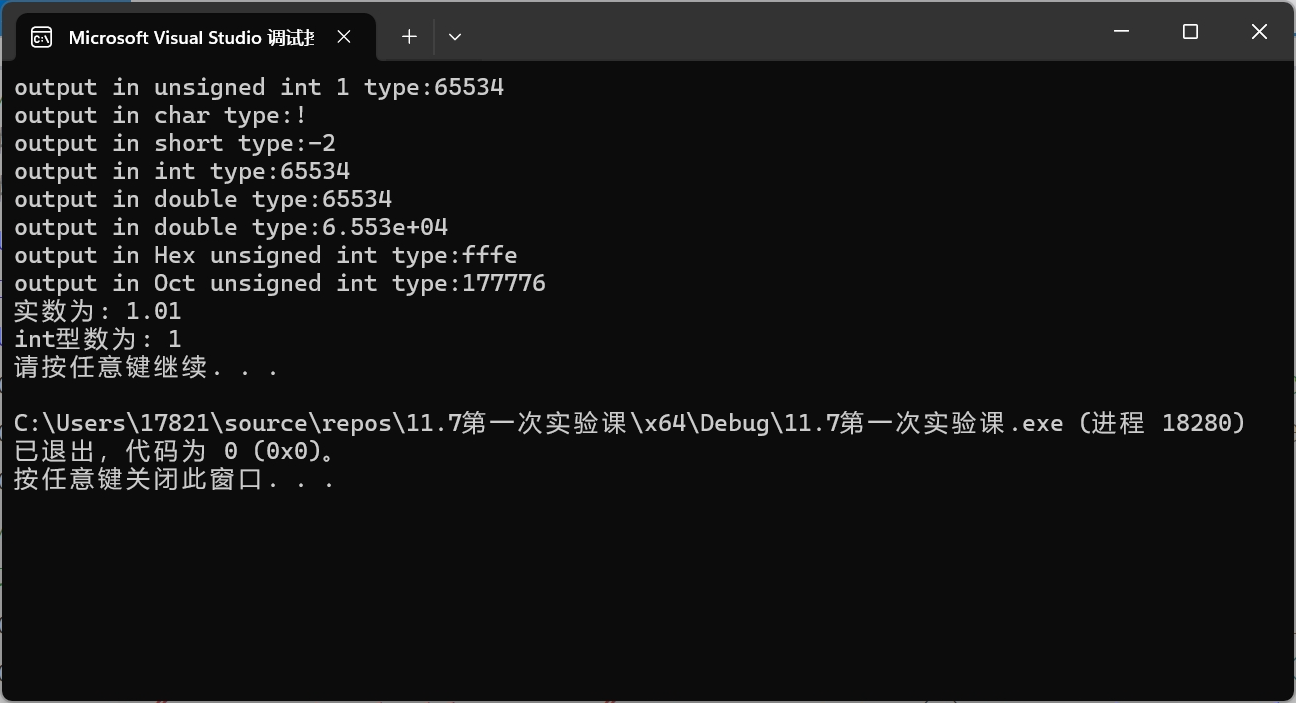 Microsoft Visual Studio 调试
output in unsigned int 1 type:65534
output in char type:!
output in short type:-2
output in int type:65534
output in double type:65534
output in double type:6.553e+04
output in Hex unsigned int type:fffe
output in Oct unsigned int type:177776
实数为: 1.01
int型数为: 1
请按任意键继续. . .
C:\Users\17821\source\repos\11.7第一次实验课\x64\Debug\11.7第一次实验课.exe (进程 18280)
已退出，代码为 0 (0x0)。
按任意键关闭此窗口. . .